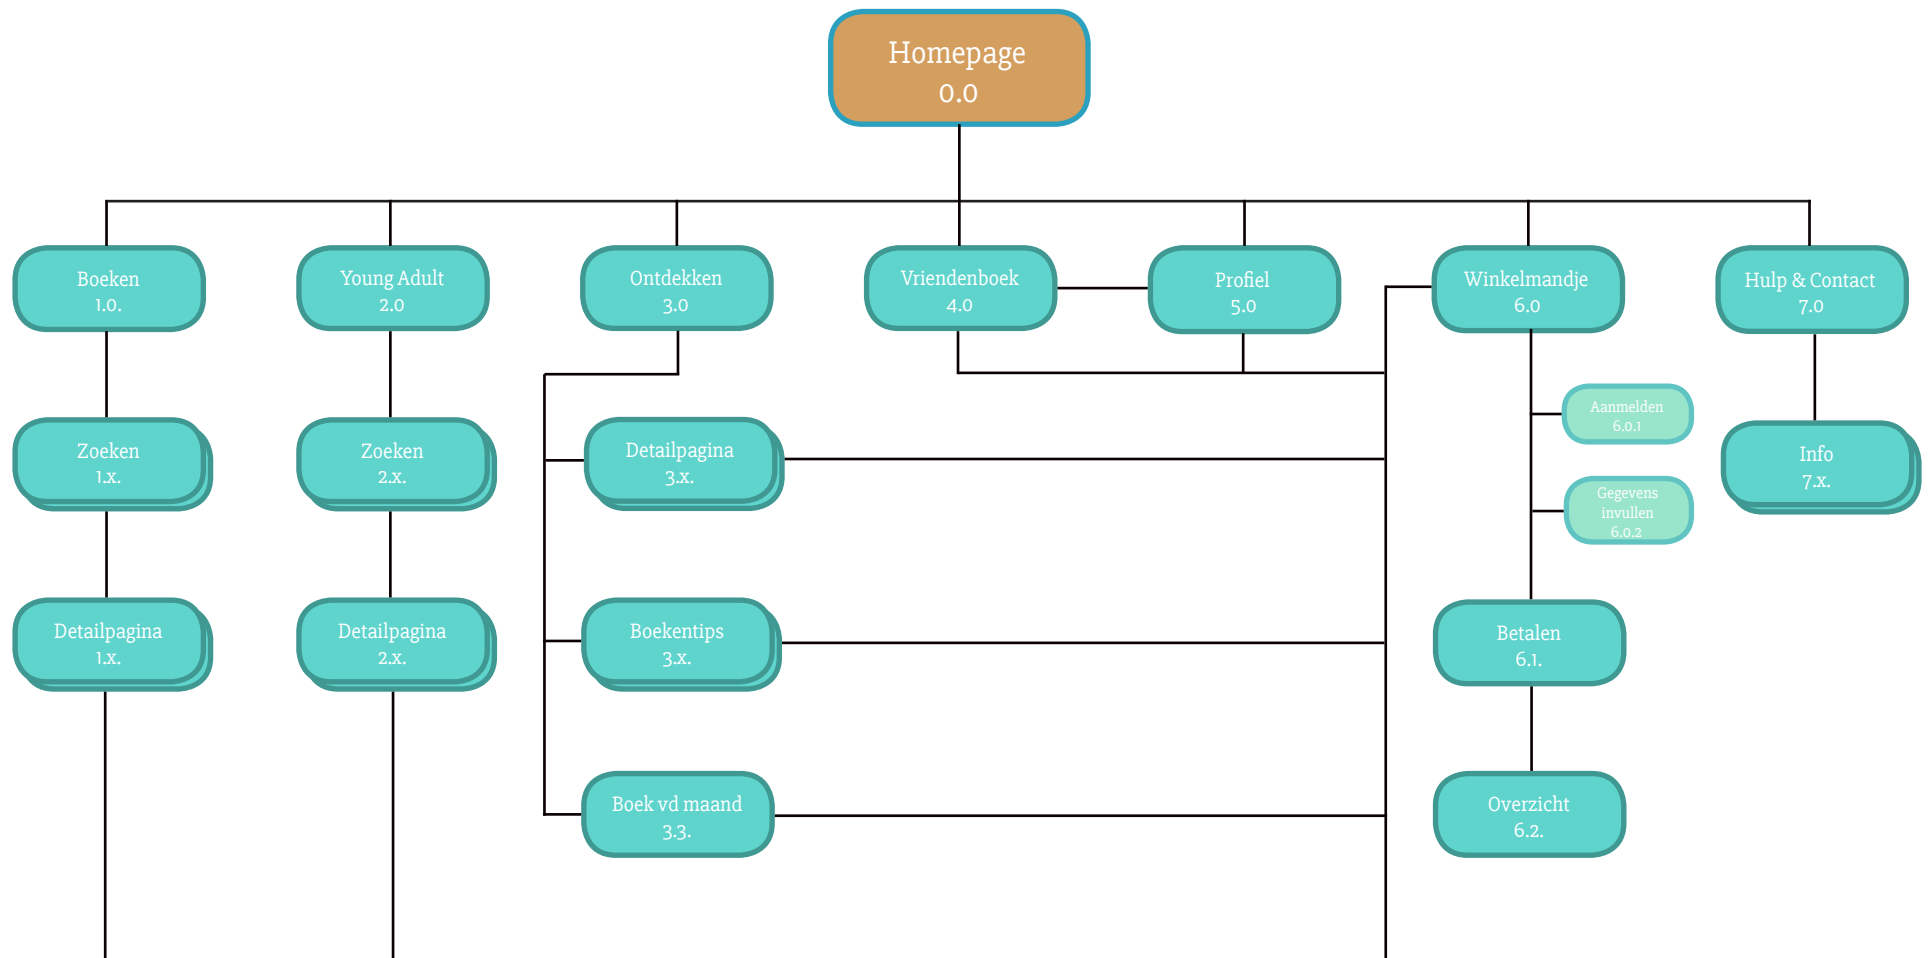 Homepage
0.0
Boeken
1.0.
Young Adult
2.0
Ontdekken
3.0
Vriendenboek
4.0
Profiel
5.0
Winkelmandje
6.0
Hulp & Contact
7.0
Zoeken
1.x.
Zoeken
2.x.
Detailpagina
3.x.
Aanmelden
6.0.1
Gegevens
invullen
6.0.2
Info
7.x.
Detailpagina
1.x.
Detailpagina
2.x.
Boekentips
3.x.
Betalen
6.1.
Boek vd maand
3.3.
Overzicht
6.2.